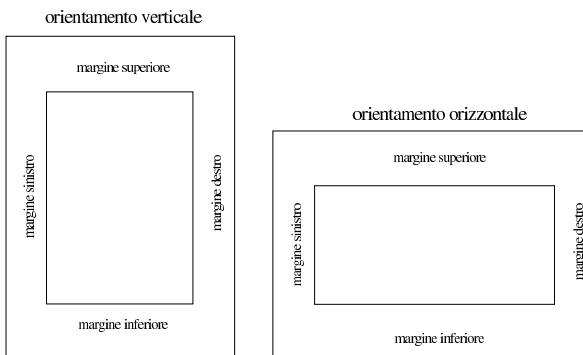 orientamento verticale
margine superiore
margine sinistro
margine destro
margine inferiore
orientamento orizzontale
margine superiore
margine sinistro
margine destro
margine inferiore